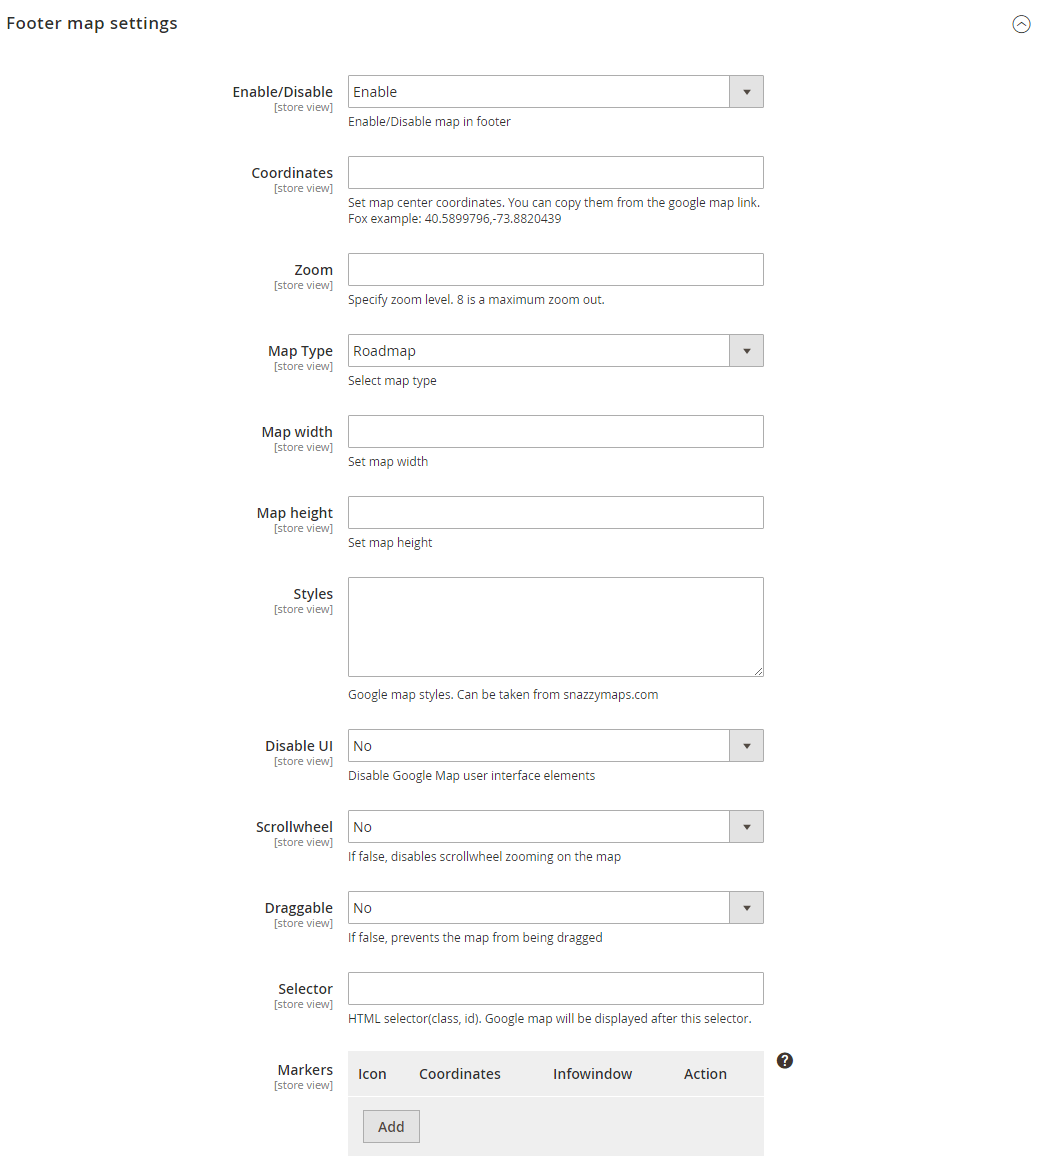 Footer map settings
Enable/Disable
[store view]
Enable
Enable/Disable map in footer
Coordinates
[store view]
Set map center coordinates. You can copy them from the google map link.
Fox example: 40.5899796,-73.8820439
Zoom
[store view]
Specify zoom level. 8 is a maximum zoom out.
Map Type
[store view]
Roadmap
Select map type
Map width
[store view]
Set map width
Map height
[store view]
Set map height
Styles
[store view]
Google map styles. Can be taken from snazzymaps.com
Disable UI
[store view]
No
Disable Google Map user interface elements
Scrollwheel
[store view]
No
If false, disables scrollwheel zooming on the map
Draggable
[store view]
No
If false, prevents the map from being dragged
Selector
[store view]
HTML selector(class, id). Google map will be displayed after this selector.
Markers
[store view]
Icon Coordinates Infowindow Action
?
Add